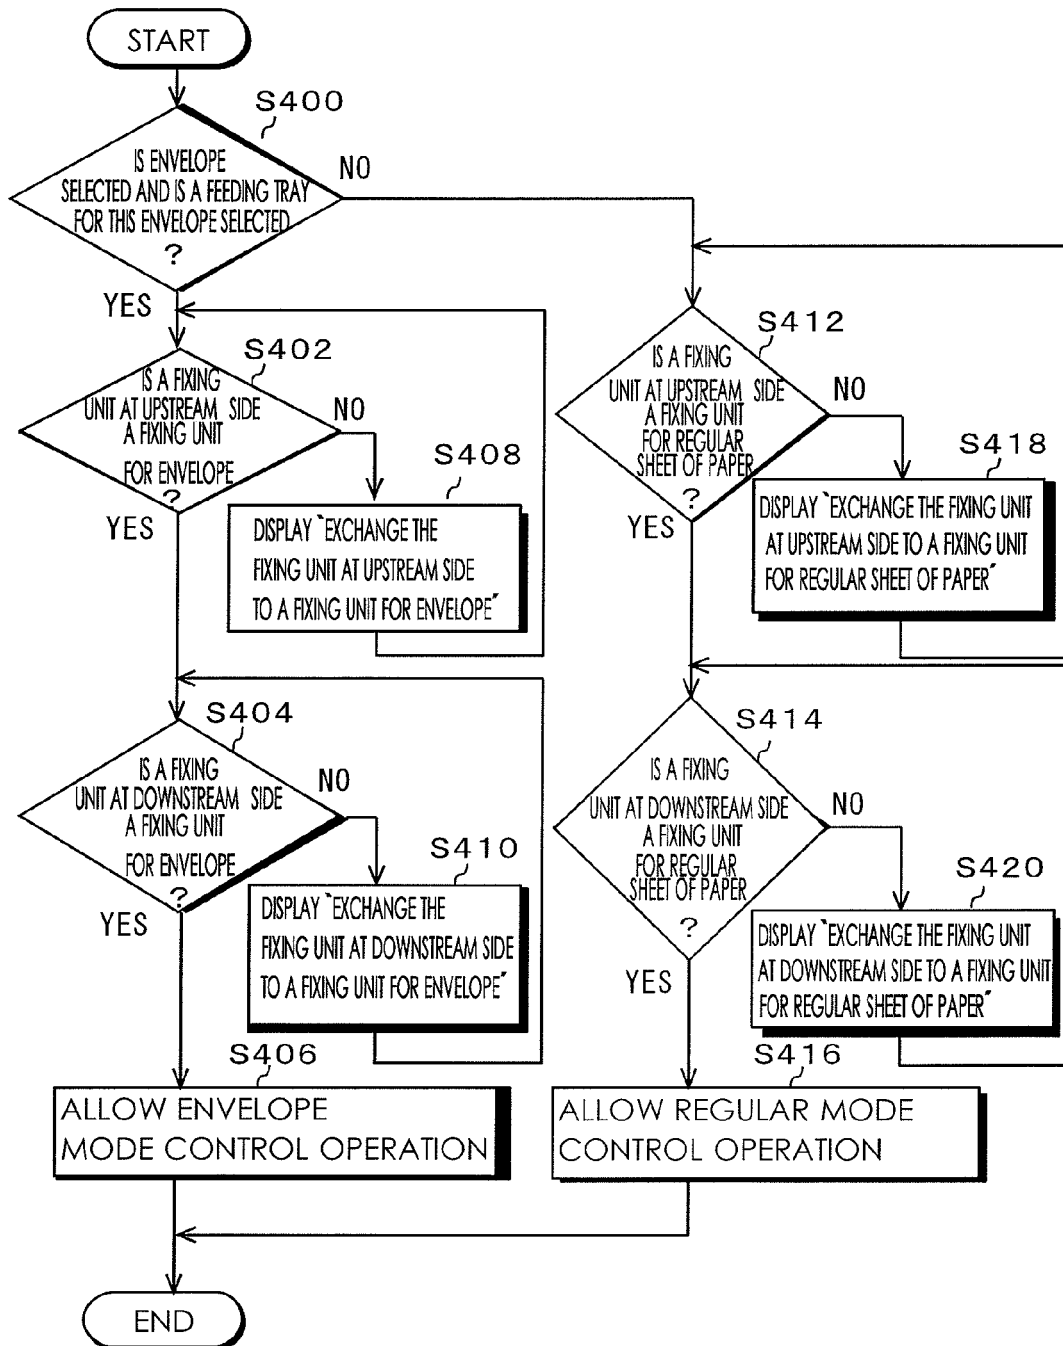 START
S400
IS ENVELOPE
SELECTED AND IS A FEEDING TRAY
FOR THIS ENVELOPE SELECTED
?
NO
YES
S402
IS A FIXING
UNIT AT UPSTREAM SIDE
A FIXING UNIT
FOR ENVELOPE
?
NO
YES
S408
DISPLAY `EXCHANGE THE
FIXING UNIT AT UPSTREAM SIDE
TO A FIXING UNIT FOR ENVELOPE"
S404
IS A FIXING
UNIT AT DOWNSTREAM SIDE
A FIXING UNIT
FOR ENVELOPE
?
NO
YES
S410
DISPLAY `EXCHANGE THE
FIXING UNIT AT DOWNSTREAM SIDE
TO A FIXING UNIT FOR ENVELOPE"
S406
ALLOW ENVELOPE
MODE CONTROL OPERATION
S412
IS A FIXING
UNIT AT UPSTREAM SIDE
A FIXING UNIT
FOR REGULAR
SHEET OF PAPER
?
NO
YES
S418
DISPLAY `EXCHANGE THE FIXING UNIT
AT UPSTREAM SIDE TO A FIXING UNIT
FOR REGULAR SHEET OF PAPER"
S414
IS A FIXING
UNIT AT DOWNSTREAM SIDE
A FIXING UNIT
FOR REGULAR
SHEET OF PAPER
?
NO
YES
S420
DISPLAY `EXCHANGE THE FIXING UNIT
AT DOWNSTREAM SIDE TO A FIXING UNIT
FOR REGULAR SHEET OF PAPER"
S416
ALLOW REGULAR MODE
CONTROL OPERATION
END